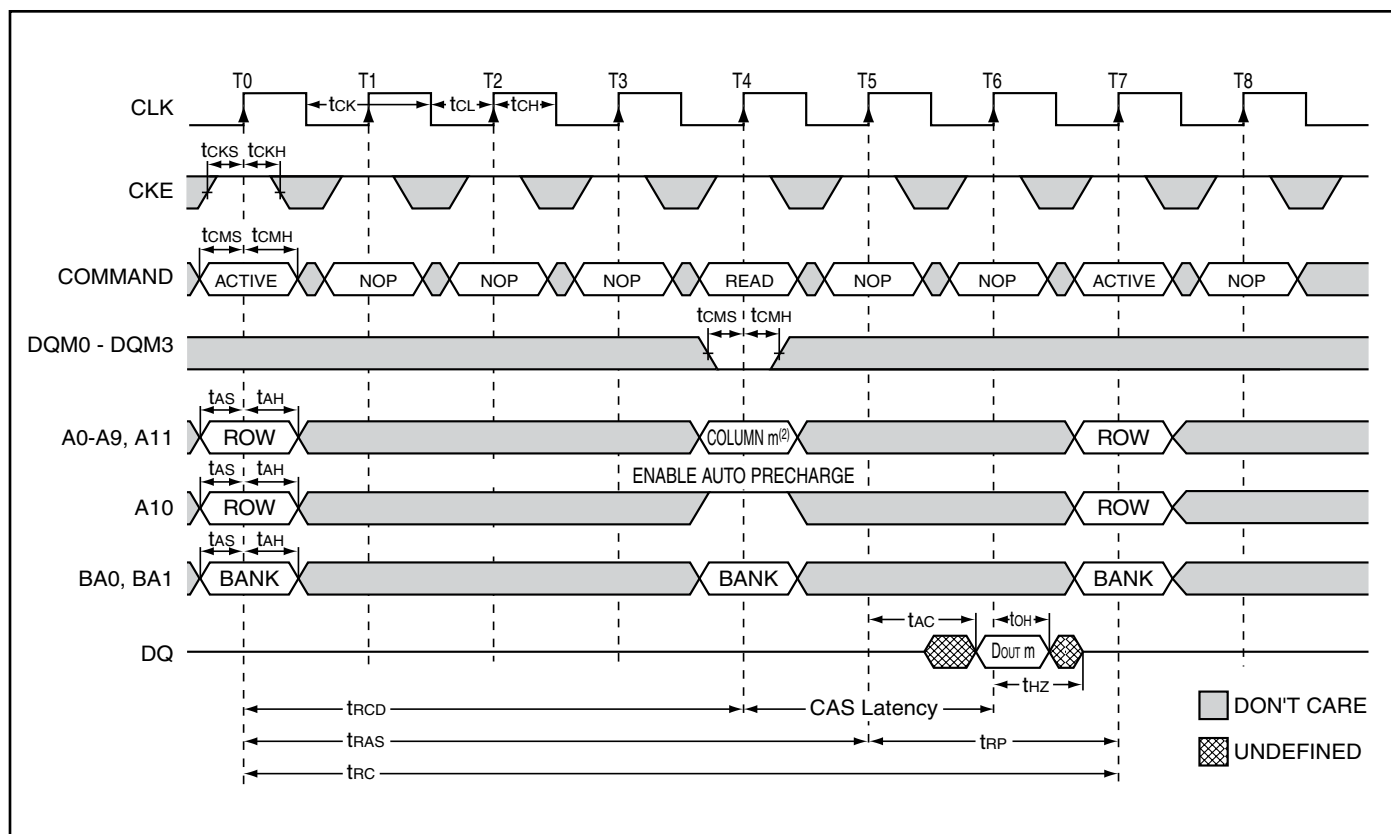 T0 T1 T2 T3 T4 T5 T6 T7 T8
CLK tCK tCL tCH
tCKS tCKH
CKE
tCMS tCMH
COMMAND ACTIVE NOP NOP NOP READ NOP NOP ACTIVE NOP
tCMS tCMH
DQM0 - DQM3
tAS tAH
A0-A9, A11 ROW COLUMN m(2) ROW
tAS tAH ENABLE AUTO PRECHARGE
A10 ROW ROW
tAS tAH
BA0, BA1 BANK BANK BANK
tAC tOH
DQ DOUT m
tHZ
tRCD CAS Latency DON'T CARE
tRAS tRP
UNDEFINED
tRC